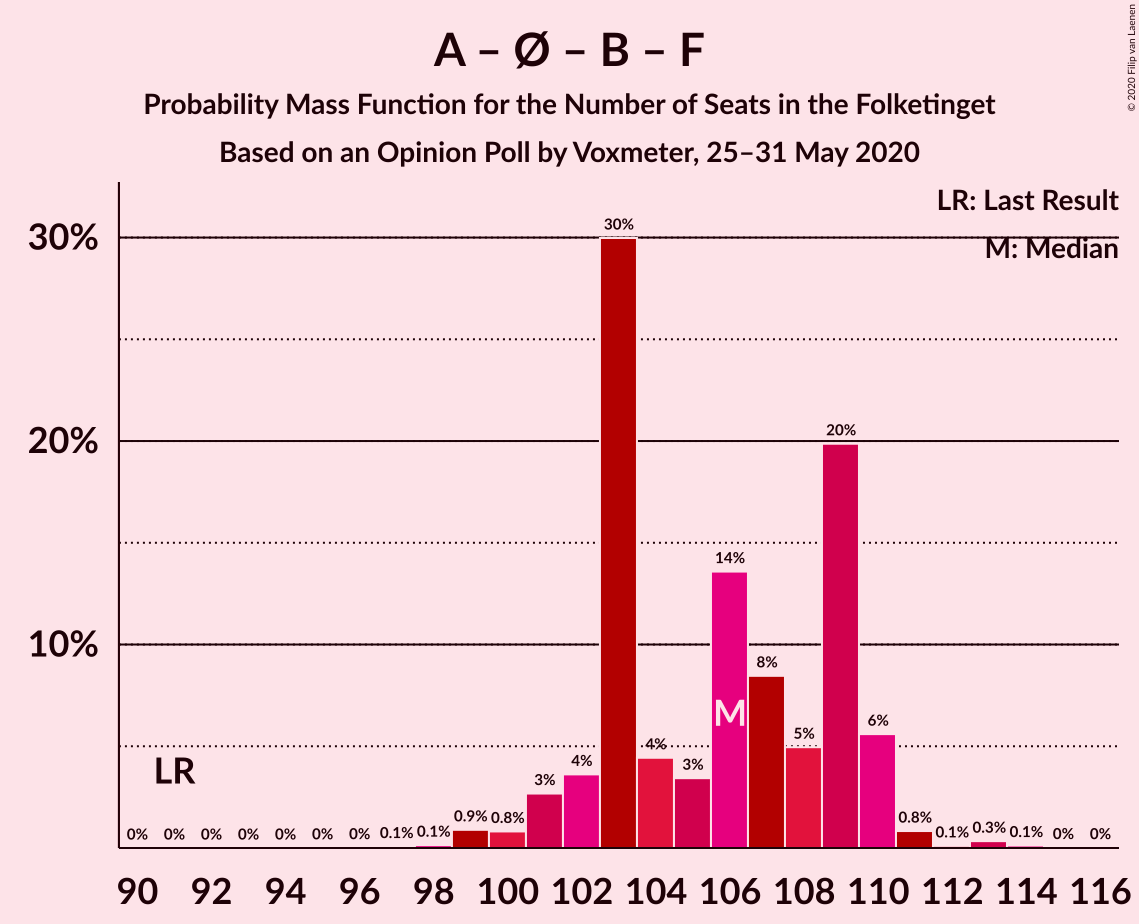 A – Ø – B – F
Probability Mass Function for the Number of Seats in the Folketinget
Based on an Opinion Poll by Voxmeter, 25–31 May 2020
© 2020 Filip van Laenen
LR: Last Result
M: Median
30%
20%
10%
30%
20%
14%
8%
6%
5%
4%
3%
4%
3%
0.9%
0.8%
0.8%
0% 0% 0% 0% 0% 0% 0% 0.1% 0.1% 0.1% 0.3% 0.1% 0% 0%
LR
M
90 92 94 96 98 100 102 104 106 108 110 112 114 116